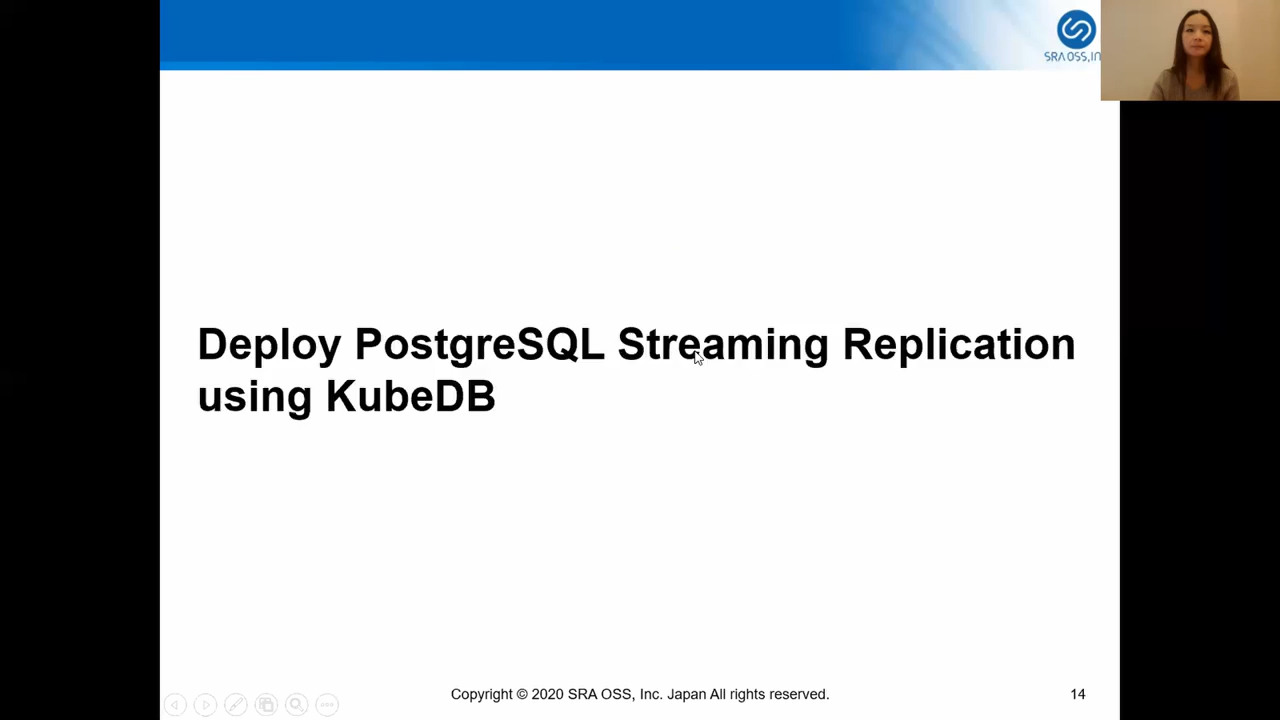 SRA OSS, IN
Deploy PostgreSQL Streaming Replication
using KubeDB
Copyright © 2020 SRA OSS, Inc. Japan All rights reserved.
14